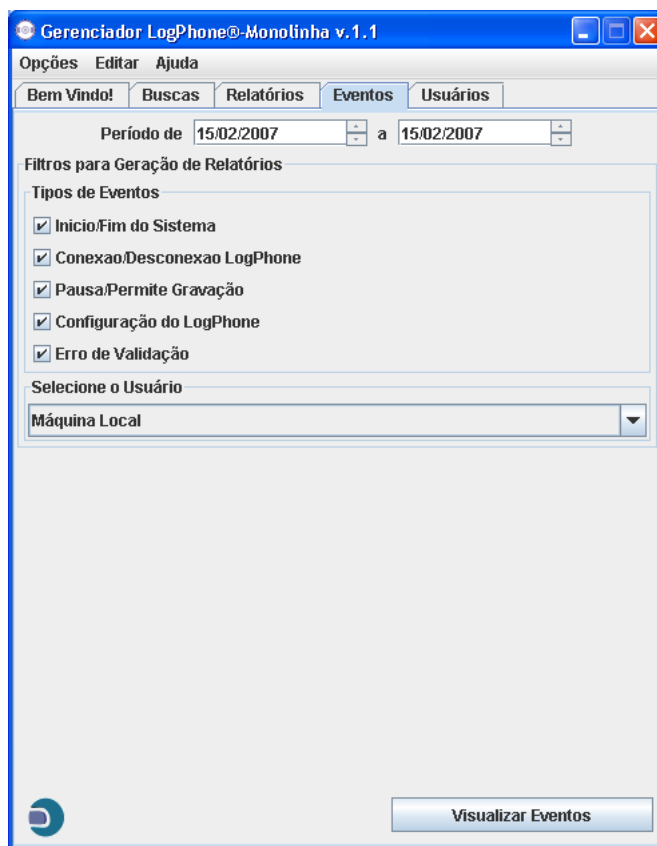 Gerenciador LogPhone®-Monolinha v.1.1
Opções Editar Ajuda
Bem Vindo! Buscas Relatórios Eventos Usuários
Período de 15/02/2007 a 15/02/2007
Filtros para Geração de Relatórios
Tipos de Eventos
Inicio/Fim do Sistema
Conexao/Desconexao LogPhone
Pausa/Permite Gravação
Configuração do LogPhone
Erro de Validação
Selecione o Usuário
Máquina Local
Visualizar Eventos